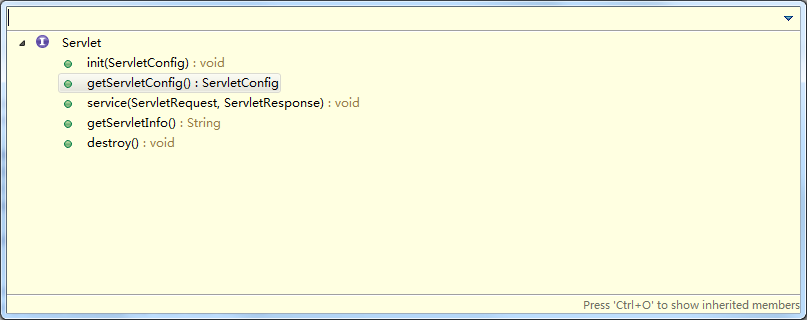 Servlet
init(ServletConfig) : void
getServletConfig() : ServletConfig
service(ServletRequest, ServletResponse) : void
getServletInfo() : String
destroy() : void
Press 'Ctrl+O' to show inherited members